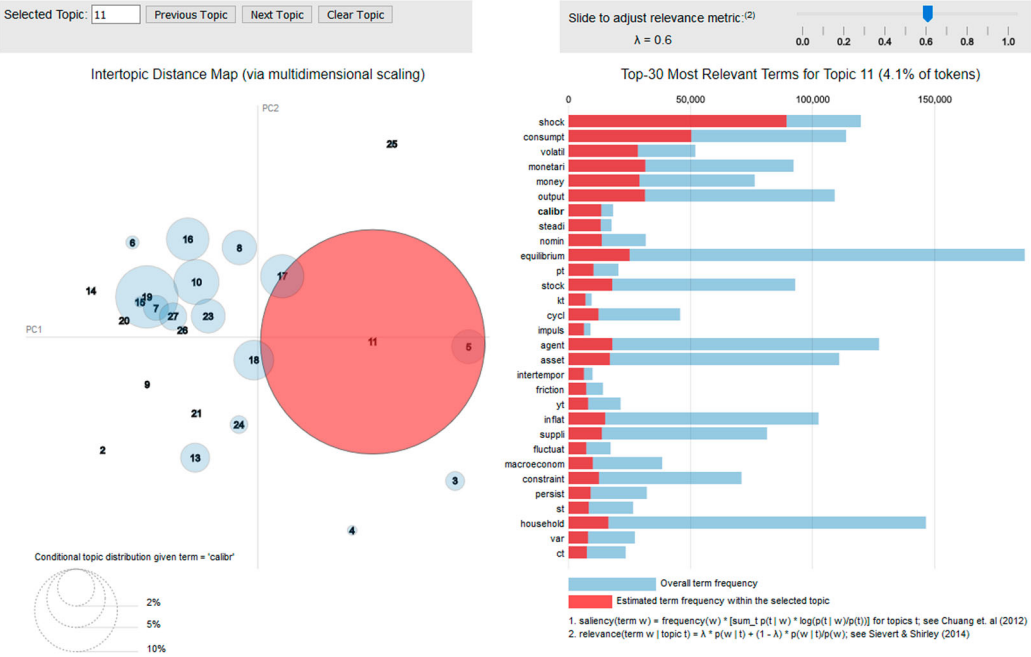 Selected Topic: 11 Previous Topic Next Topic Clear Topic
Slide to adjust relevance metric:(2)
λ = 0.6
0.0 0.2 0.4 0.6 0.8 1.0
Intertopic Distance Map (via multidimensional scaling)
PC2
PC1
25
6
16
8
17
10
14
19
15
7
20
27
23
26
11
5
18
9
21
24
2
13
3
4
Conditional topic distribution given term = 'calibr'
2%
5%
10%
Top-30 Most Relevant Terms for Topic 11 (4.1% of tokens)
0 50,000 100,000 150,000
shock
consumpt
volatil
monetari
money
output
calibr
steadi
nomin
equilibrium
pt
stock
kt
cycl
impuls
agent
asset
intertempor
friction
yt
inflat
suppli
fluctuat
macroeconom
constraint
persist
st
household
var
ct
Overall term frequency
Estimated term frequency within the selected topic
1. saliency(term w) = frequency(w) * [sum_t p(t | w) * log(p(t | w)/p(t))] for topics t; see Chuang et. al (2012)
2. relevance(term w | topic t) = λ * p(w | t) + (1 - λ) * p(w | t)/p(w); see Sievert & Shirley (2014)